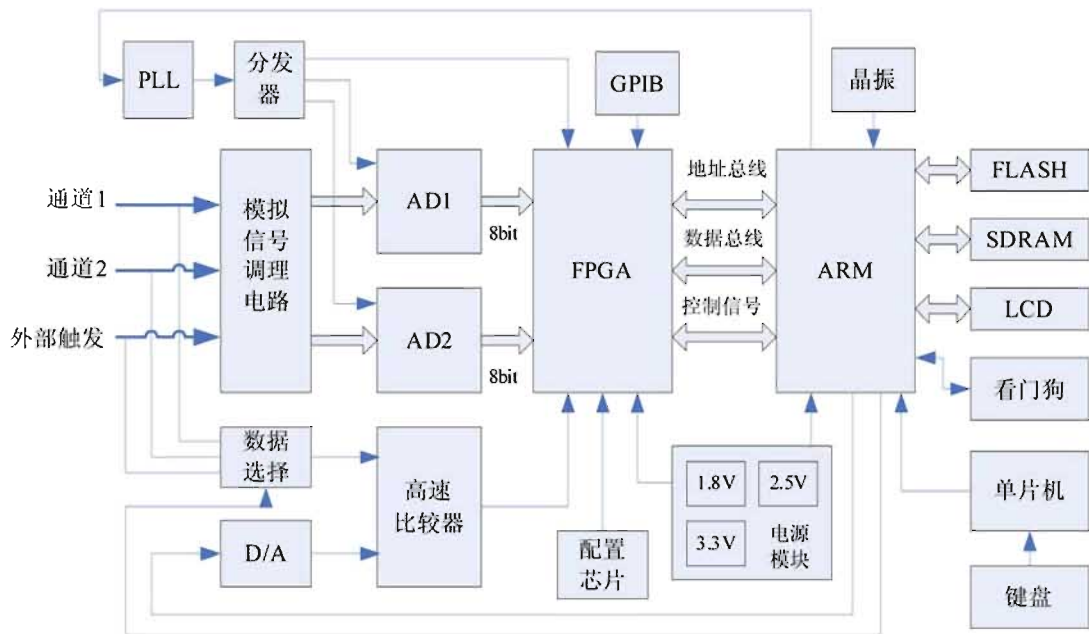 PLL
分发
器
GPIB
晶振
通道1
通道2
外部触发
模拟
信号
调理
电路
AD1
8bit
AD2
8bit
FPGA
地址总线
数据总线
控制信号
ARM
FLASH
SDRAM
LCD
看门狗
数据
选择
高速
比较器
D/A
配置
芯片
1.8V
2.5V
3.3V
电源
模块
单片机
键盘